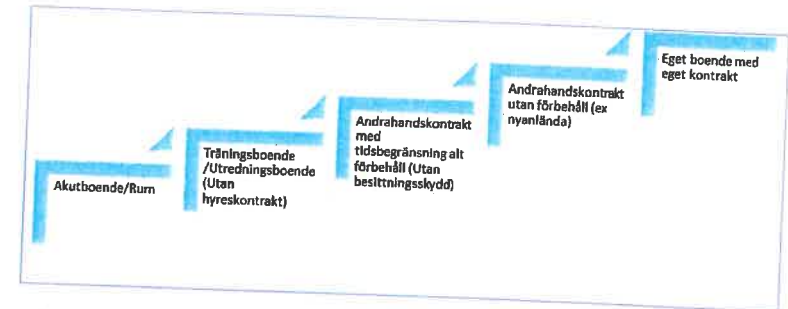 Akutboende/Rum
Träningsboende
/Utredningsboende
(Utan
hyreskontrakt)
Andrahandskontrakt
med
tidsbegränsning alt
förbehåll (Utan
besittningsskydd)
Andrahandskontrakt
utan förbehåll (ex
nyanlända)
Eget boende med
eget kontrakt